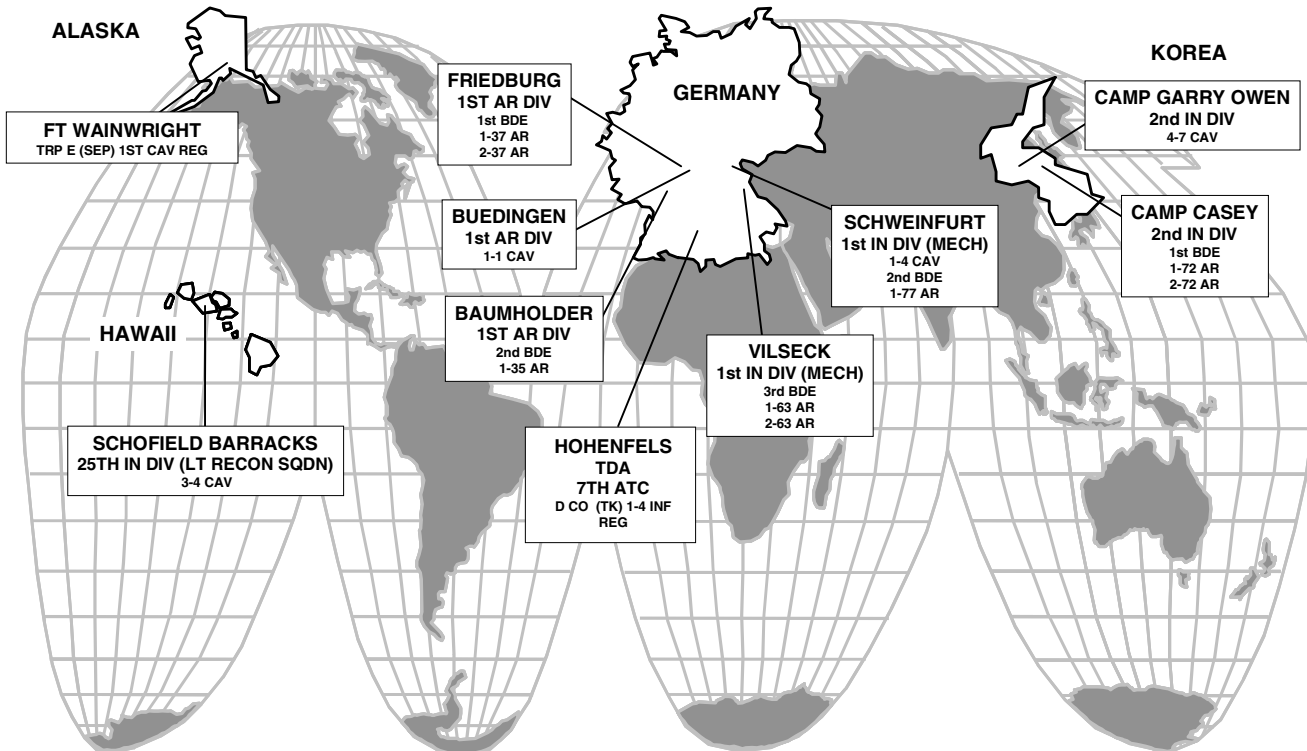 ALASKA
FT WAINWRIGHT
TRP E (SEP) 1ST CAV REG
HAWAII
SCHOFIELD BARRACKS
25TH IN DIV (LT RECON SQDN)
3-4 CAV
FRIEDBURG
1ST AR DIV
1st BDE
1-37 AR
2-37 AR
BUEDINGEN
1st AR DIV
1-1 CAV
BAUMHOLDER
1ST AR DIV
2nd BDE
1-35 AR
HOHENFELS
TDA
7TH ATC
D CO (TK) 1-4 INF
REG
GERMANY
SCHWEINFURT
1st IN DIV (MECH)
1-4 CAV
2nd BDE
1-77 AR
VILSECK
1st IN DIV (MECH)
3rd BDE
1-63 AR
2-63 AR
KOREA
CAMP GARRY OWEN
2nd IN DIV
4-7 CAV
CAMP CASEY
2nd IN DIV
1st BDE
1-72 AR
2-72 AR